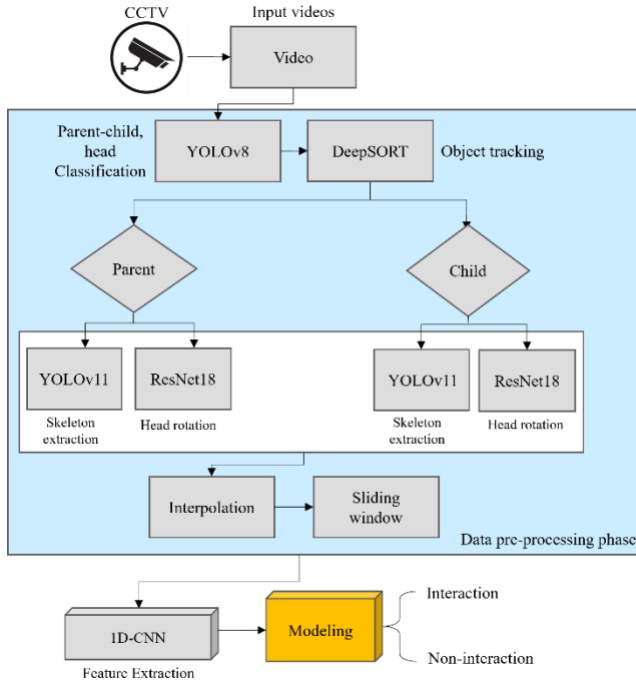 CCTV
Input videos
Video
Parent-child,
head
Classification
YOLOv8
DeepSORT
Object tracking
Parent
Child
YOLOv11
ResNet18
YOLOv11
ResNet18
Skeleton
extraction
Head rotation
Skeleton
extraction
Head rotation
Interpolation
Sliding
window
Data pre-processing phase
1D-CNN
Modeling
Interaction
Non-interaction
Feature Extraction